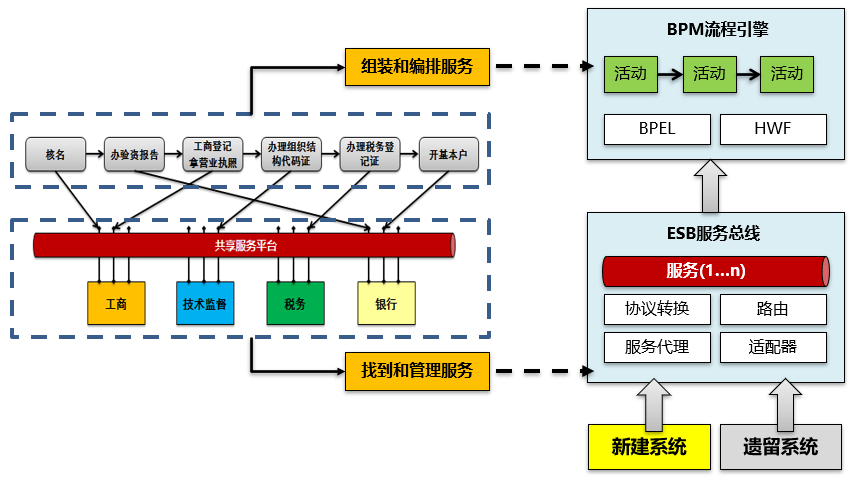 组装和编排服务
BPM流程引擎
活动
活动
活动
BPEL
HWF
核名
办验资报告
工商登记
拿营业执照
办理组织结
构代码证
办理税务登
记证
开基本户
共享服务平台
工商
技术监督
税务
银行
找到和管理服务
ESB服务总线
服务(1...n)
协议转换
路由
服务代理
适配器
新建系统
遗留系统